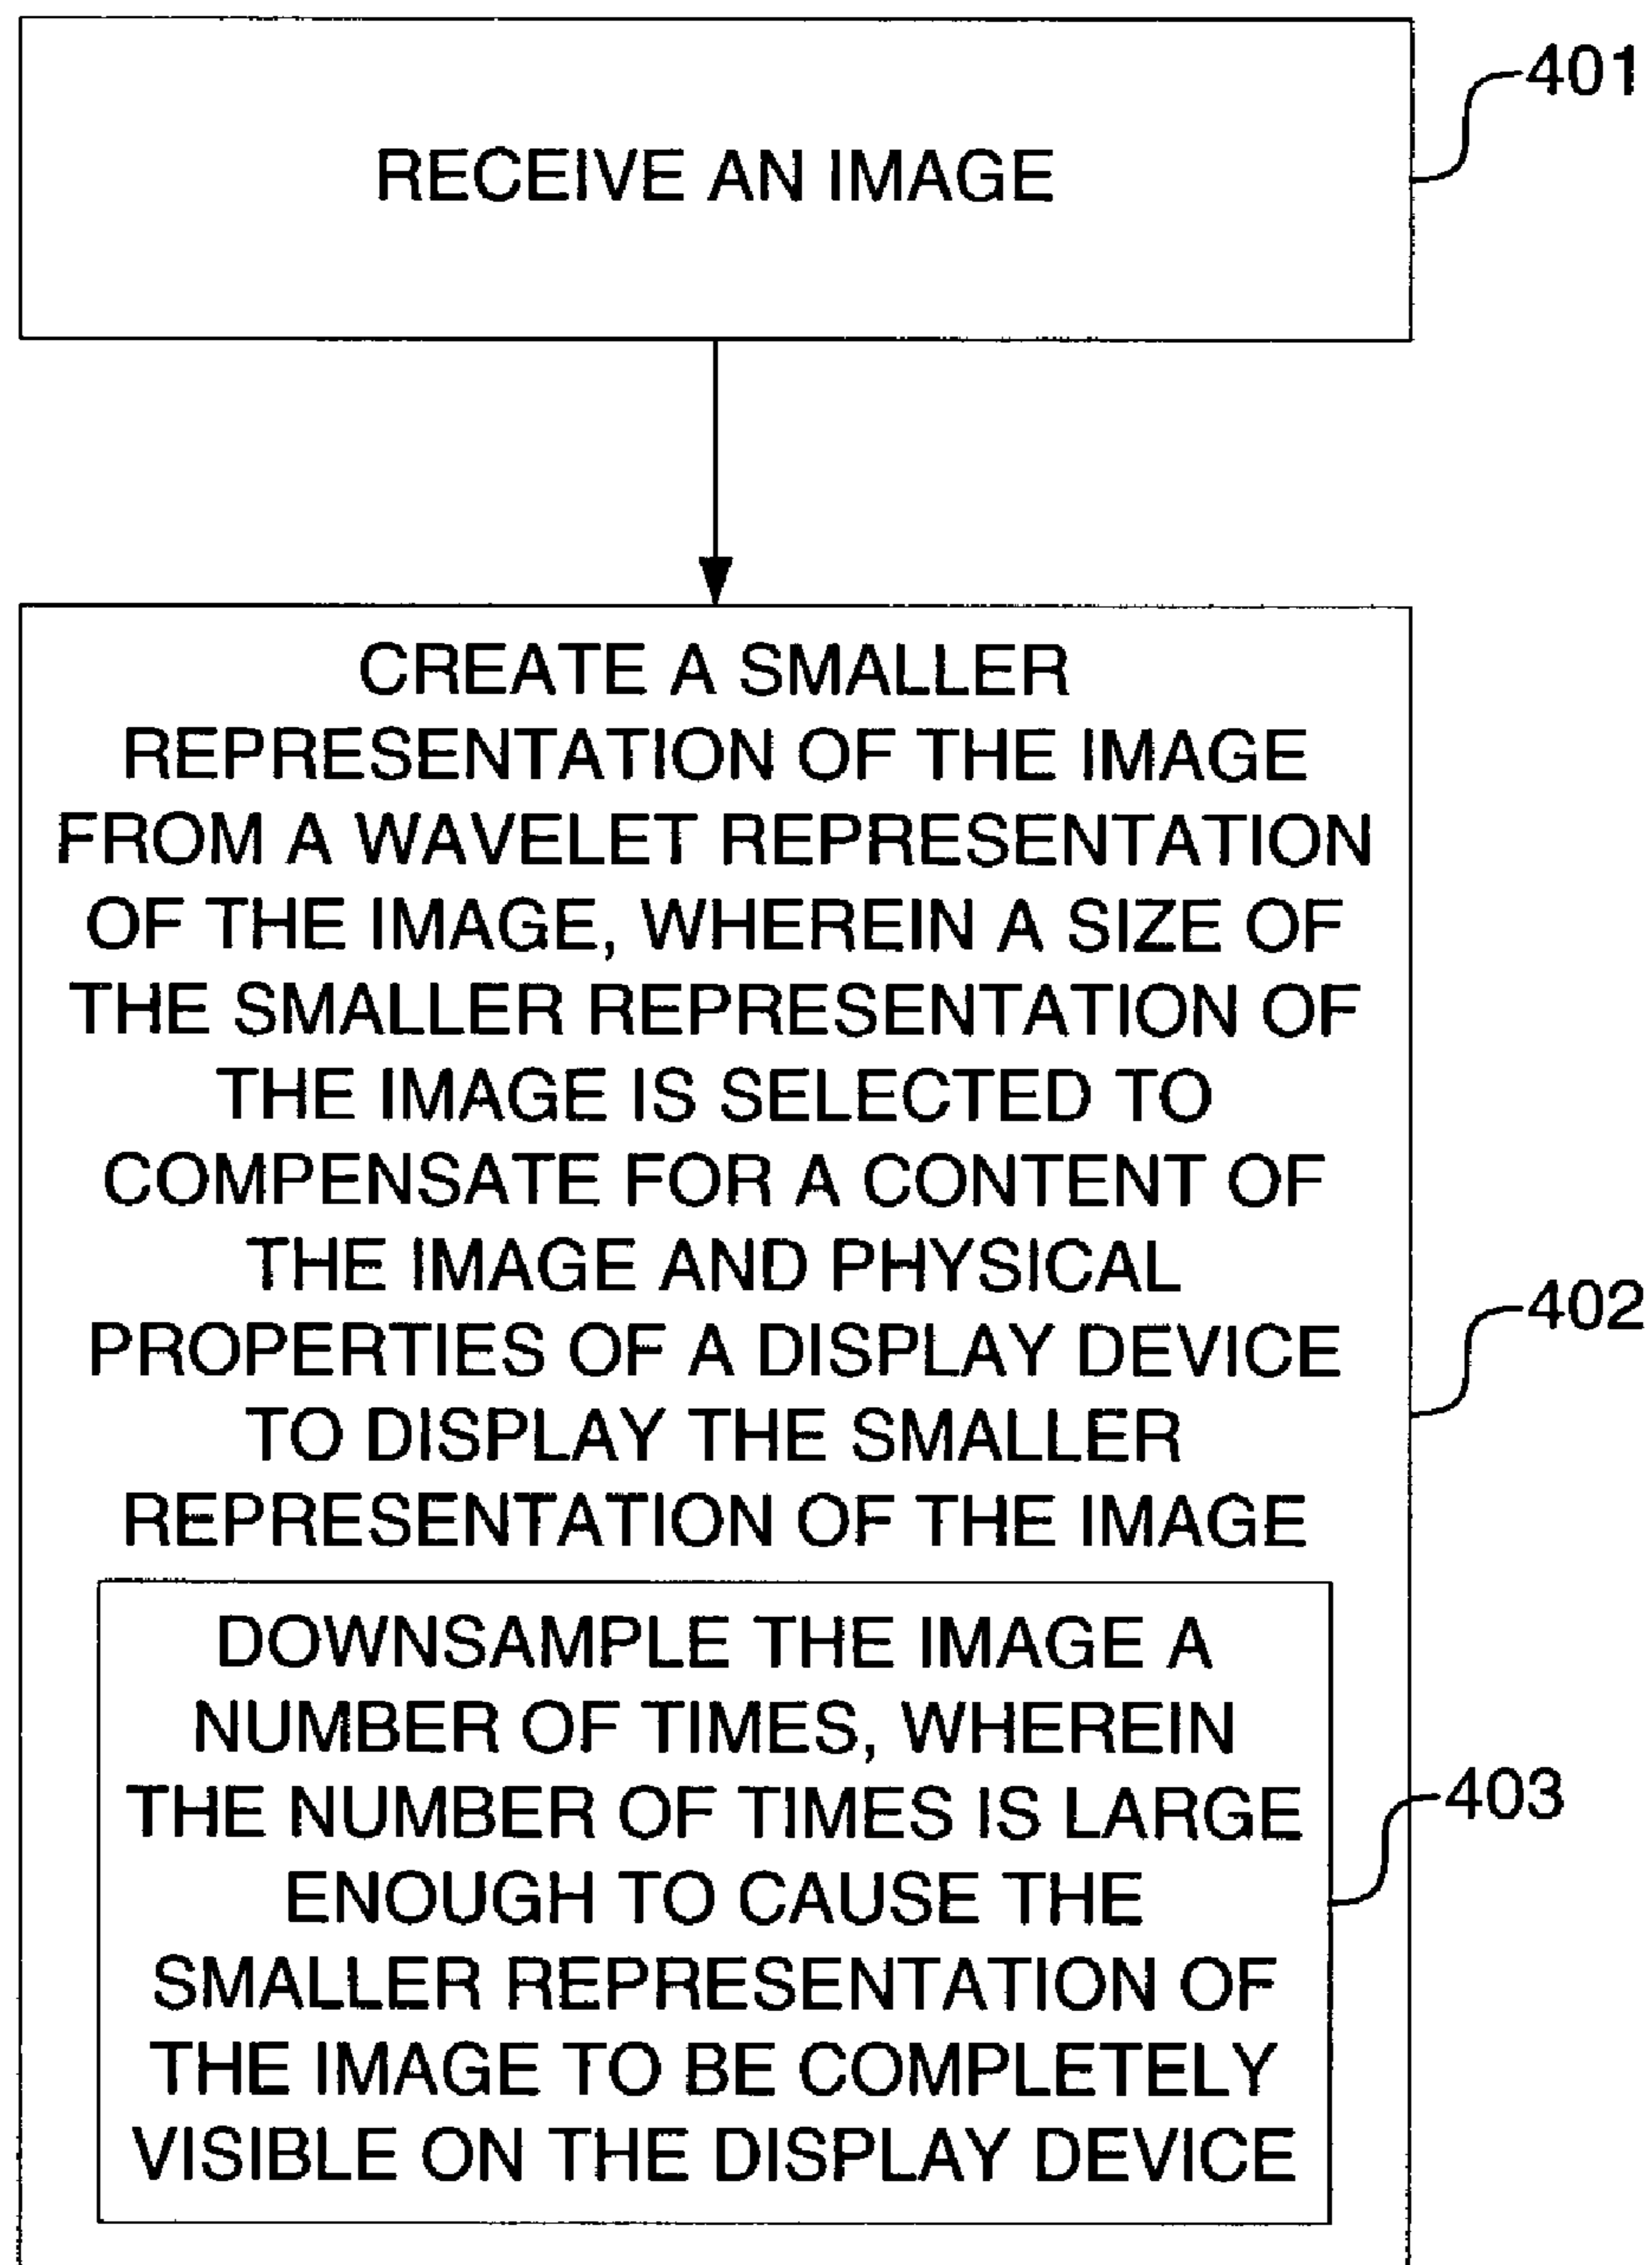 RECEIVE AN IMAGE
401
CREATE A SMALLER
REPRESENTATION OF THE IMAGE
FROM A WAVELET REPRESENTATION
OF THE IMAGE, WHEREIN A SIZE OF
THE SMALLER REPRESENTATION OF
THE IMAGE IS SELECTED TO
COMPENSATE FOR A CONTENT OF
THE IMAGE AND PHYSICAL
PROPERTIES OF A DISPLAY DEVICE
TO DISPLAY THE SMALLER
REPRESENTATION OF THE IMAGE
402
DOWNSAMPLE THE IMAGE A
NUMBER OF TIMES, WHEREIN
THE NUMBER OF TIMES IS LARGE
ENOUGH TO CAUSE THE
SMALLER REPRESENTATION OF
THE IMAGE TO BE COMPLETELY
VISIBLE ON THE DISPLAY DEVICE
403